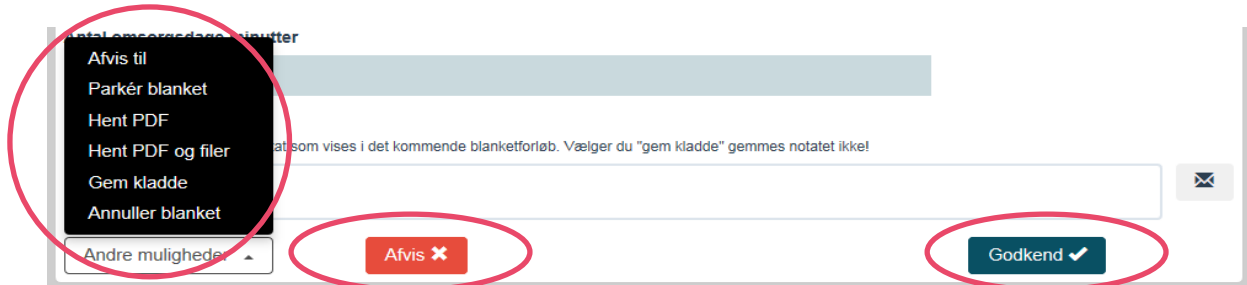 Antal omsorgsdage minutter
Afvis til
Parkér blanket
Hent PDF
Hent PDF og filer
som vises i det kommende blanketforløb. Vælger du "gem kladde" gemmes notatet ikke!
Gem kladde
Annuller blanket
Andre muligheder
Afvis
Godkend